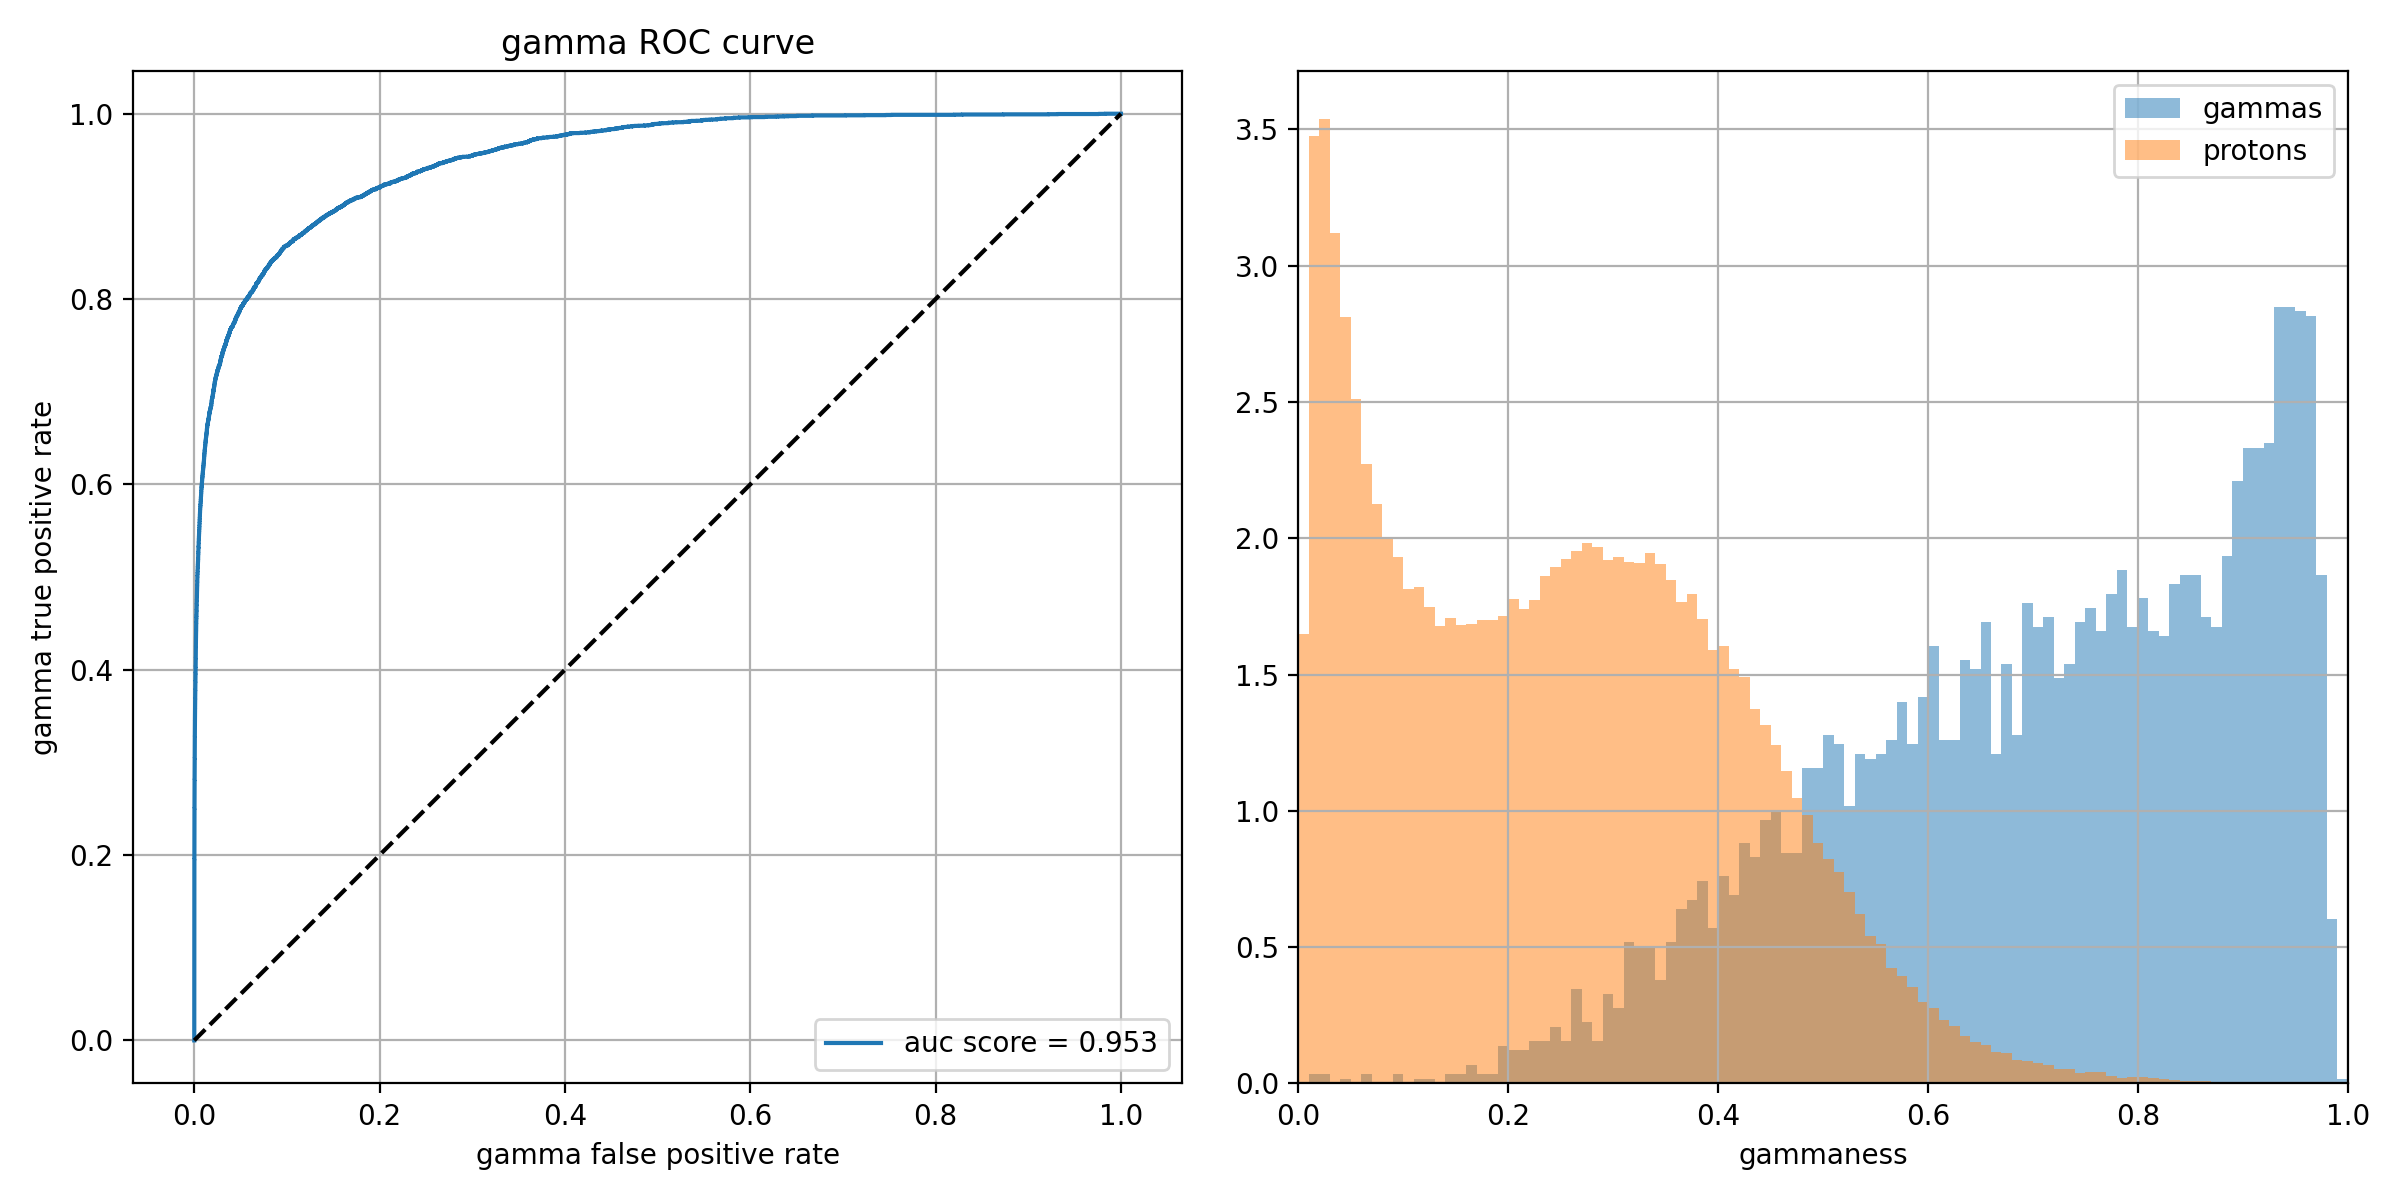 gamma ROC curve
gamma true positive rate
1.0
0.8
0.6
0.4
0.2
0.0
0.0 0.2 0.4 0.6 0.8 1.0
gamma false positive rate
auc score = 0.953
3.5
3.0
2.5
2.0
1.5
1.0
0.5
0.0
0.0 0.2 0.4 0.6 0.8 1.0
gammaness
gammas
protons